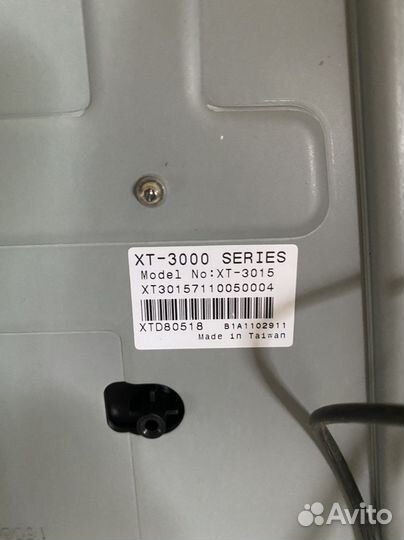 XT-3000 SERIES
Model No:XT-3015
XT30157110050004
XTD80518 B1A1102911
Made in Taiwan
Avito